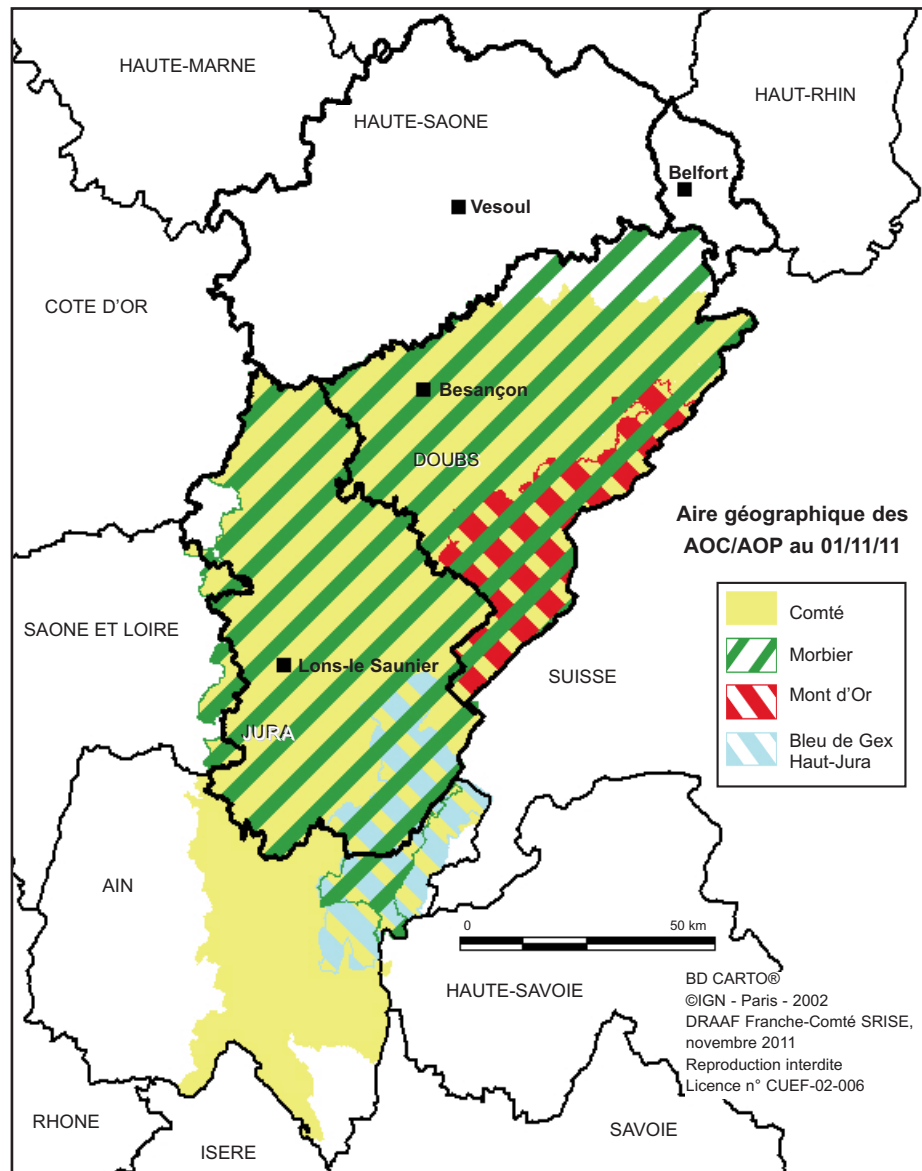 HAUTE-MARNE
HAUT-RHIN
HAUTE-SAONE
Belfort
Vesoul
COTE D'OR
Besançon
DOUBS
Aire géographique des
AOC/AOP au 01/11/11
Comté
Morbier
Mont d'Or
Bleu de Gex
Haut-Jura
SAONE ET LOIRE
Lons-le Saunier
SUISSE
JURA
AIN
0 50 km
HAUTE-SAVOIE
BD CARTO®
©IGN - Paris - 2002
DRAAF Franche-Comté SRISE,
novembre 2011
Reproduction interdite
Licence n° CUEF-02-006
RHONE
ISERE
SAVOIE